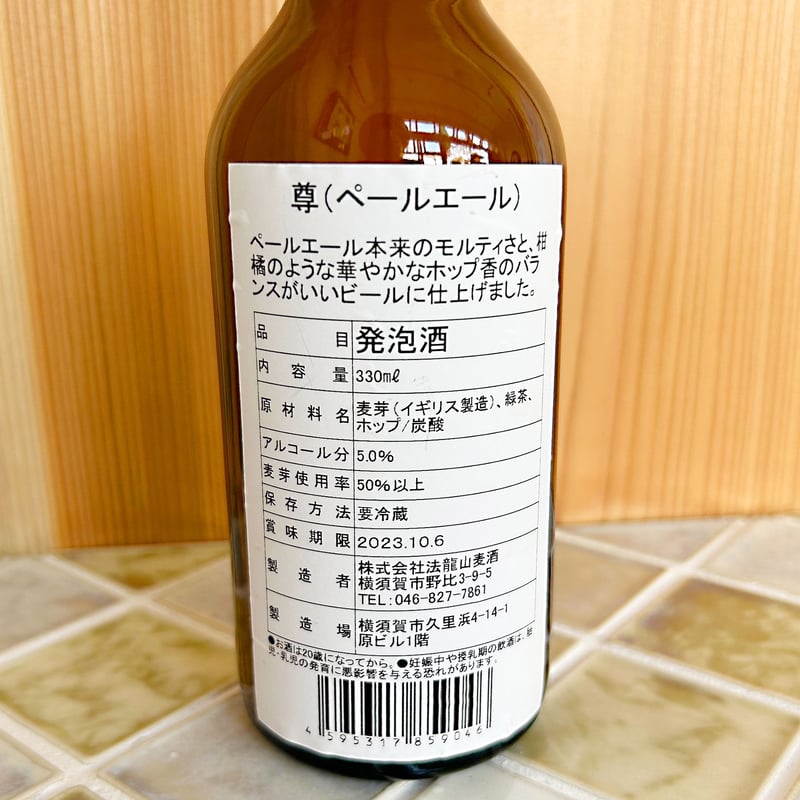 尊(ペールエール)
ペールエール本来のモルティさと、柑
橘のような華やかなホップ香のバラ
ンスがいいビールに仕上げました。
品目 発泡酒
内容量 330㎖
原材料名 麦芽(イギリス製造)、緑茶、
ホップ/炭酸
アルコール分 5.0%
麦芽使用率 50%以上
保存方法 要冷蔵
賞味期限 2023.10.6
製造者 株式会社法龍山麦酒
横須賀市野比3-9-5
TEL:046-827-7861
製造場 横須賀市久里浜4-14-1
原ビル1階
●お酒は20歳になってから。●妊娠中や授乳期の飲酒は、胎
児・乳児の発育に悪影響を与える恐れがあります。
4595317859046